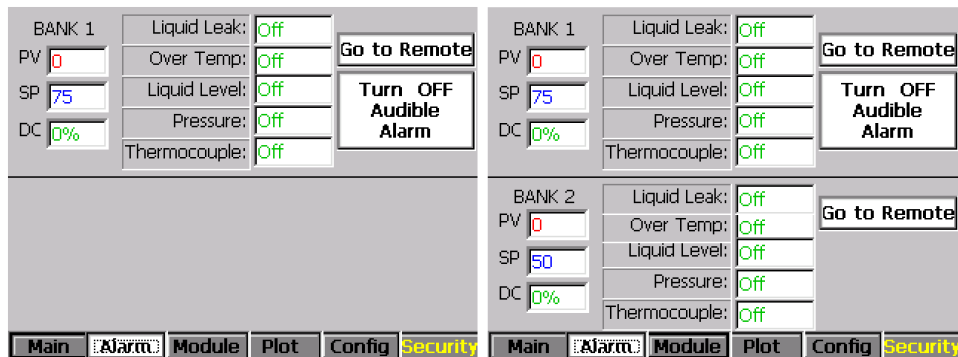 BANK 1
PV 0
SP 75
DC 0%
Liquid Leak: Off
Over Temp: Off
Liquid Level: Off
Pressure: Off
Thermocouple: Off
Go to Remote
Turn OFF
Audible
Alarm
Main Alarm Module Plot Config Security
BANK 1
PV 0
SP 75
DC 0%
Liquid Leak: Off
Over Temp: Off
Liquid Level: Off
Pressure: Off
Thermocouple: Off
Go to Remote
Turn OFF
Audible
Alarm
BANK 2
PV 0
SP 50
DC 0%
Liquid Leak: Off
Over Temp: Off
Liquid Level: Off
Pressure: Off
Thermocouple: Off
Go to Remote
Main Alarm Module Plot Config Security